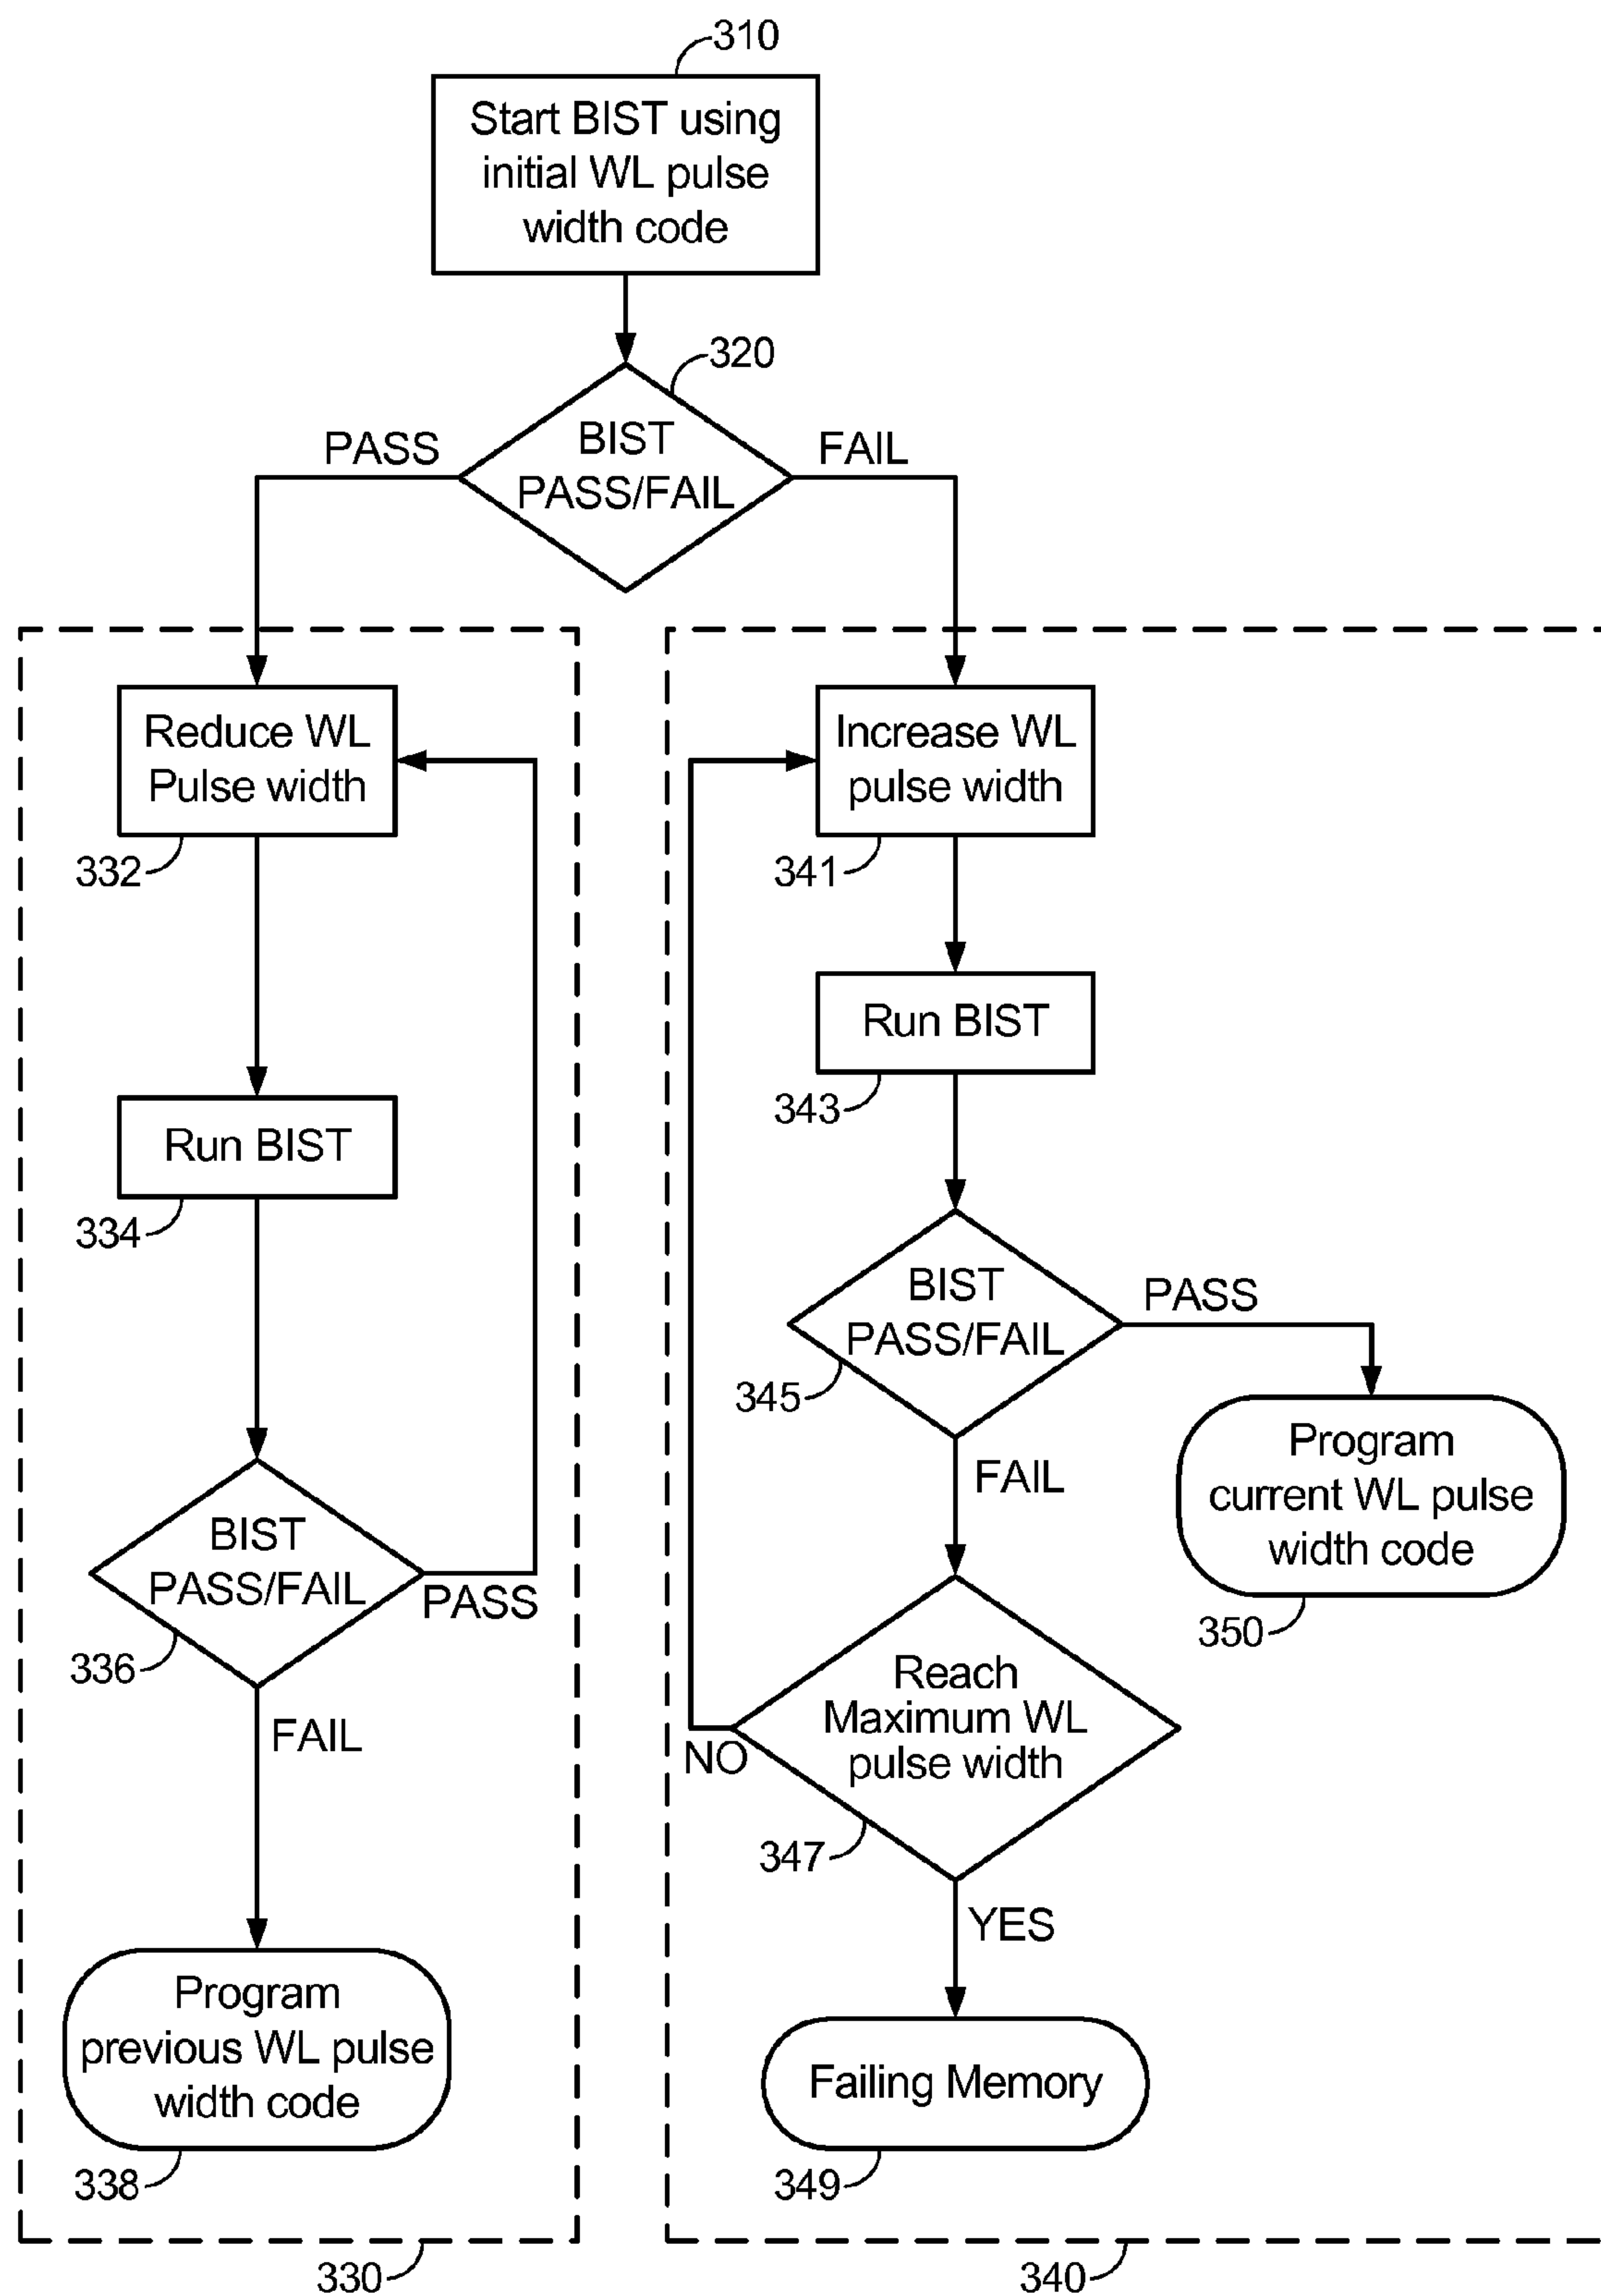 310
Start BIST using
initial WL pulse
width code
320
BIST
PASS/FAIL
PASS
FAIL
Reduce WL
Pulse width
332
Run BIST
334
BIST
PASS/FAIL
PASS
336
FAIL
Program
previous WL pulse
width code
338
330
Increase WL
pulse width
341
Run BIST
343
BIST
PASS/FAIL
PASS
345
FAIL
Program
current WL pulse
width code
350
Reach
Maximum WL
pulse width
NO
347
YES
Failing Memory
349
340